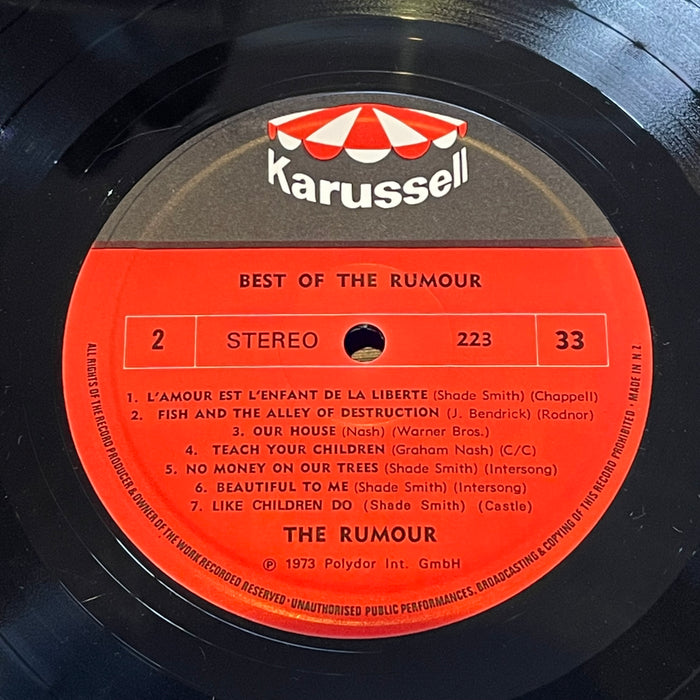 Karussell
BEST OF THE RUMOUR
2 STEREO 223 33
1. L'AMOUR EST L'ENFANT DE LA LIBERTE (Shade Smith) (Chappell)
2. FISH AND THE ALLEY OF DESTRUCTION (J. Bendrick) (Rodnor)
3. OUR HOUSE (Nash) (Warner Bros.)
4. TEACH YOUR CHILDREN (Graham Nash) (C/C)
5. NO MONEY ON OUR TREES (Shade Smith) (Intersong)
6. BEAUTIFUL TO ME (Shade Smith) (Intersong)
7. LIKE CHILDREN DO (Shade Smith) (Castle)
THE RUMOUR
℗ 1973 Polydor Int. GmbH
ALL RIGHTS OF THE RECORD PRODUCER & OWNER OF THE WORK RECORDED RESERVED · UNAUTHORISED PUBLIC PERFORMANCES, BROADCASTING & COPYING OF THIS RECORD PROHIBITED · MADE IN N Z